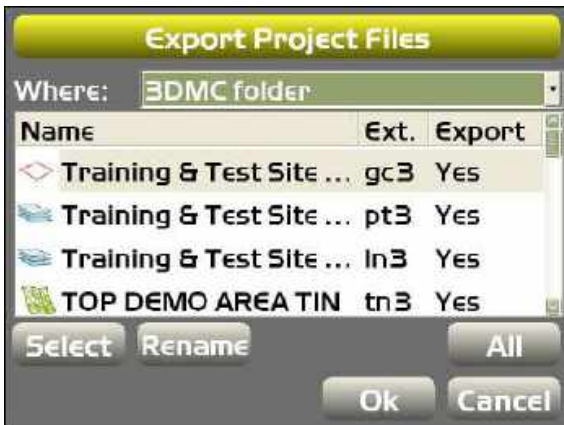 Export Project Files
Where: 3DMC folder
Name Ext. Export
Training & Test Site ... gc3 Yes
Training & Test Site ... pt3 Yes
Training & Test Site ... ln3 Yes
TOP DEMO AREA TIN tn3 Yes
Select Rename All
Ok Cancel